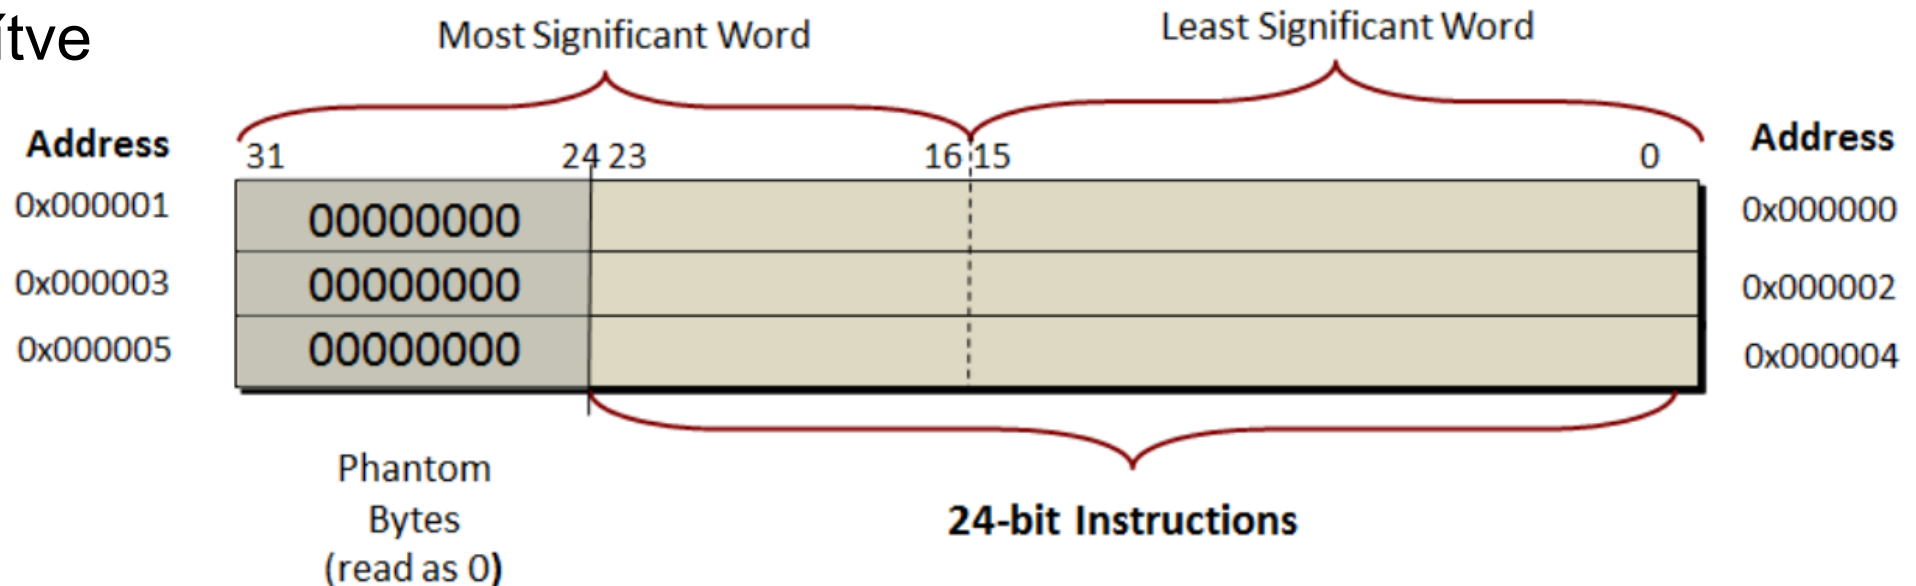 Most Significant Word Least Significant Word
Address 31 24 23 16 15 0 Address
0x000001 00000000 0x000000
0x000003 00000000 0x000002
0x000005 00000000 0x000004
Phantom
Bytes 24-bit Instructions
(read as 0)